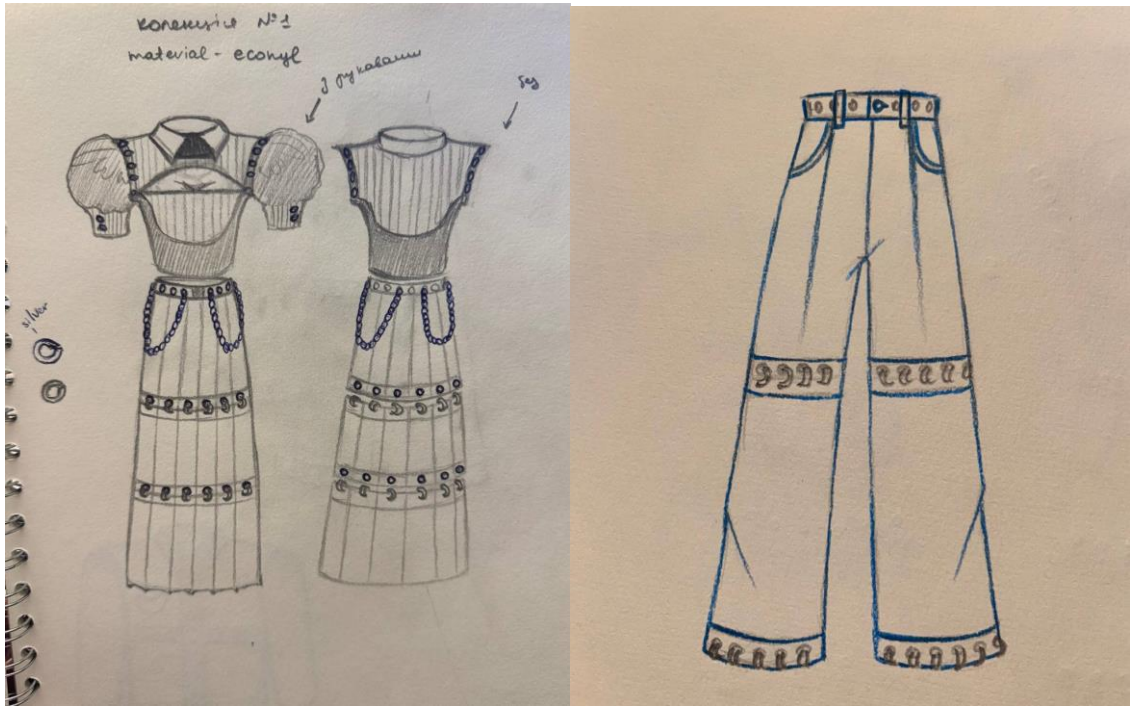 колекція №1
material - econyl
з рукавами
без
silver